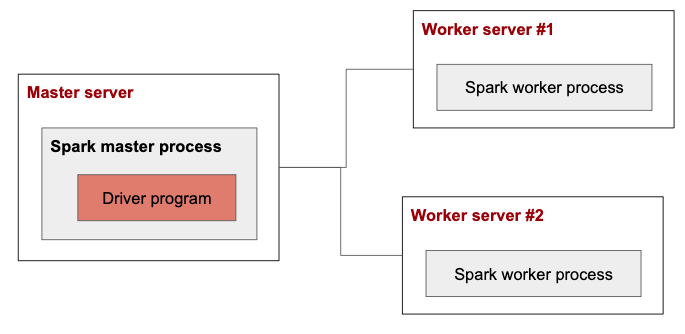 Master server
Spark master process
Driver program
Worker server #1
Spark worker process
Worker server #2
Spark worker process